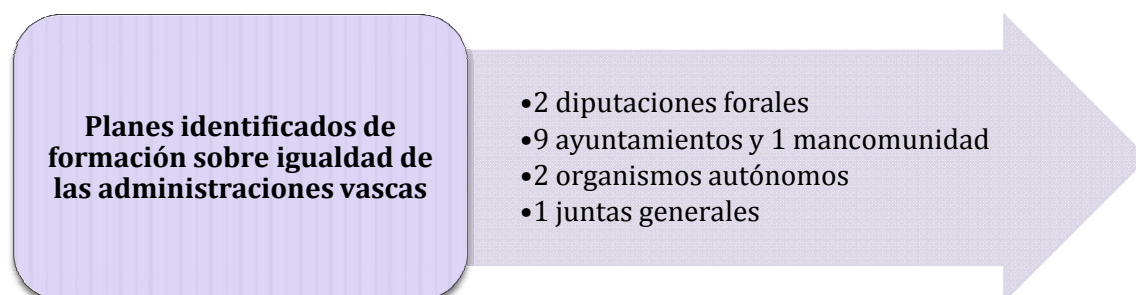 Planes identificados de
formación sobre igualdad de
las administraciones vascas
•2 diputaciones forales
•9 ayuntamientos y 1 mancomunidad
•2 organismos autónomos
•1 juntas generales